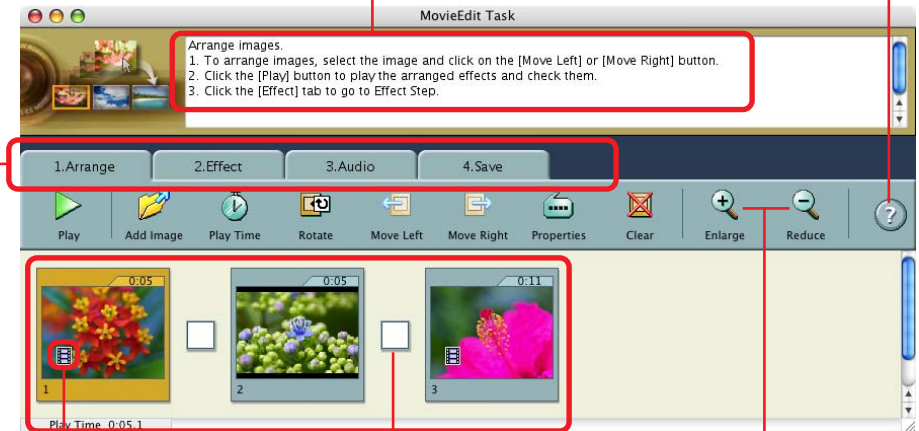 MovieEdit Task
Arrange images.
1. To arrange images, select the image and click on the [Move Left] or [Move Right] button.
2. Click the [Play] button to play the arranged effects and check them.
3. Click the [Effect] tab to go to Effect Step.
1.Arrange 2.Effect 3.Audio 4.Save
Play Add Image Play Time Rotate Move Left Move Right Properties Clear Enlarge Reduce ?
0:05 0:05 0:11
1 2 3
Play Time 0:05.1